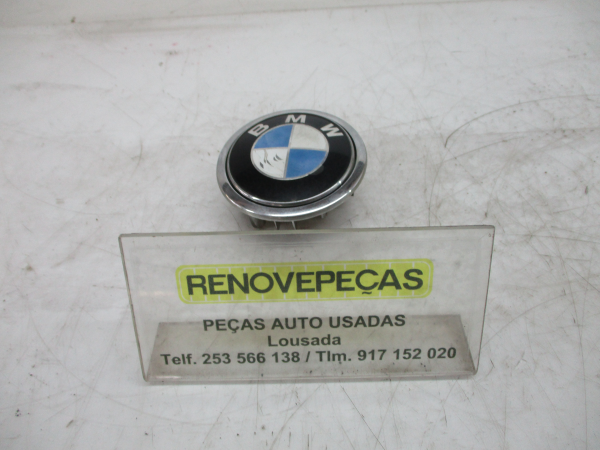 BMW
RENOVEPEÇAS
PEÇAS AUTO USADAS
Lousada
Telf. 253 566 138 / Tlm. 917 152 020